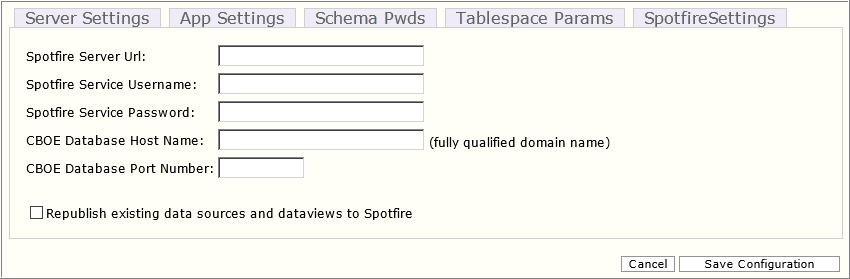 Server Settings App Settings Schema Pwds Tablespace Params SpotfireSettings
Spotfire Server Url:
Spotfire Service Username:
Spotfire Service Password:
CBOE Database Host Name: (fully qualified domain name)
CBOE Database Port Number:
Republish existing data sources and dataviews to Spotfire
Cancel Save Configuration